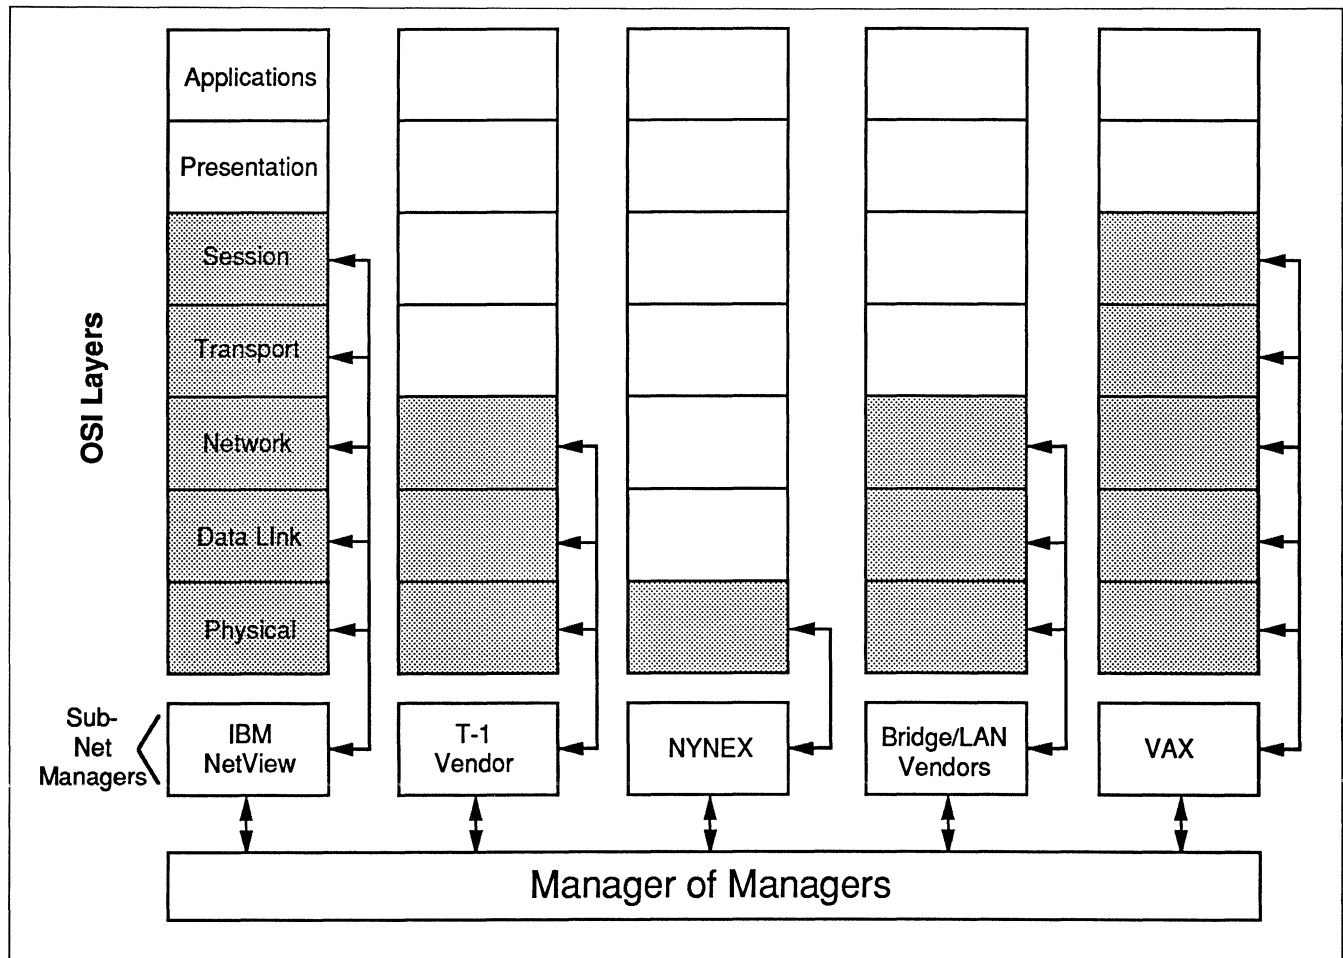 Applications
Presentation
Session
Transport
Network
Data LInk
Physical
OSI Layers
Sub-
Net
Managers
IBM
NetView
T-1
Vendor
NYNEX
Bridge/LAN
Vendors
VAX
Manager of Managers